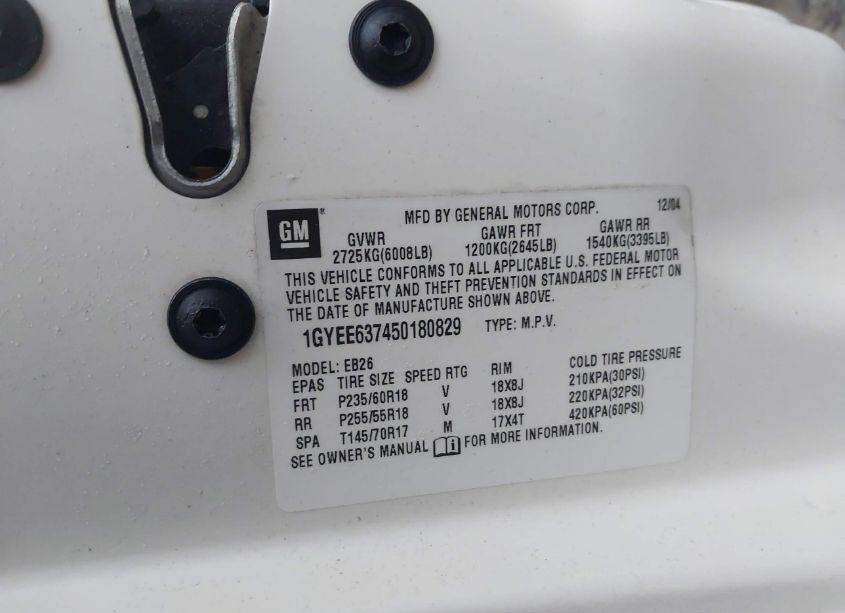 GM ® MFD BY GENERAL MOTORS CORP. 12/04
GVWR GAWR FRT GAWR RR
2725KG(6008LB) 1200KG(2645LB) 1540KG(3395LB)
THIS VEHICLE CONFORMS TO ALL APPLICABLE U.S. FEDERAL MOTOR
VEHICLE SAFETY AND THEFT PREVENTION STANDARDS IN EFFECT ON
THE DATE OF MANUFACTURE SHOWN ABOVE.
1GYEE637450180829 TYPE: M.P.V.
MODEL: EB26
EPAS TIRE SIZE SPEED RTG RIM COLD TIRE PRESSURE
FRT P235/60R18 V 18X8J 210KPA(30PSI)
RR P255/55R18 V 18X8J 220KPA(32PSI)
SPA T145/70R17 M 17X4T 420KPA(60PSI)
SEE OWNER'S MANUAL FOR MORE INFORMATION.